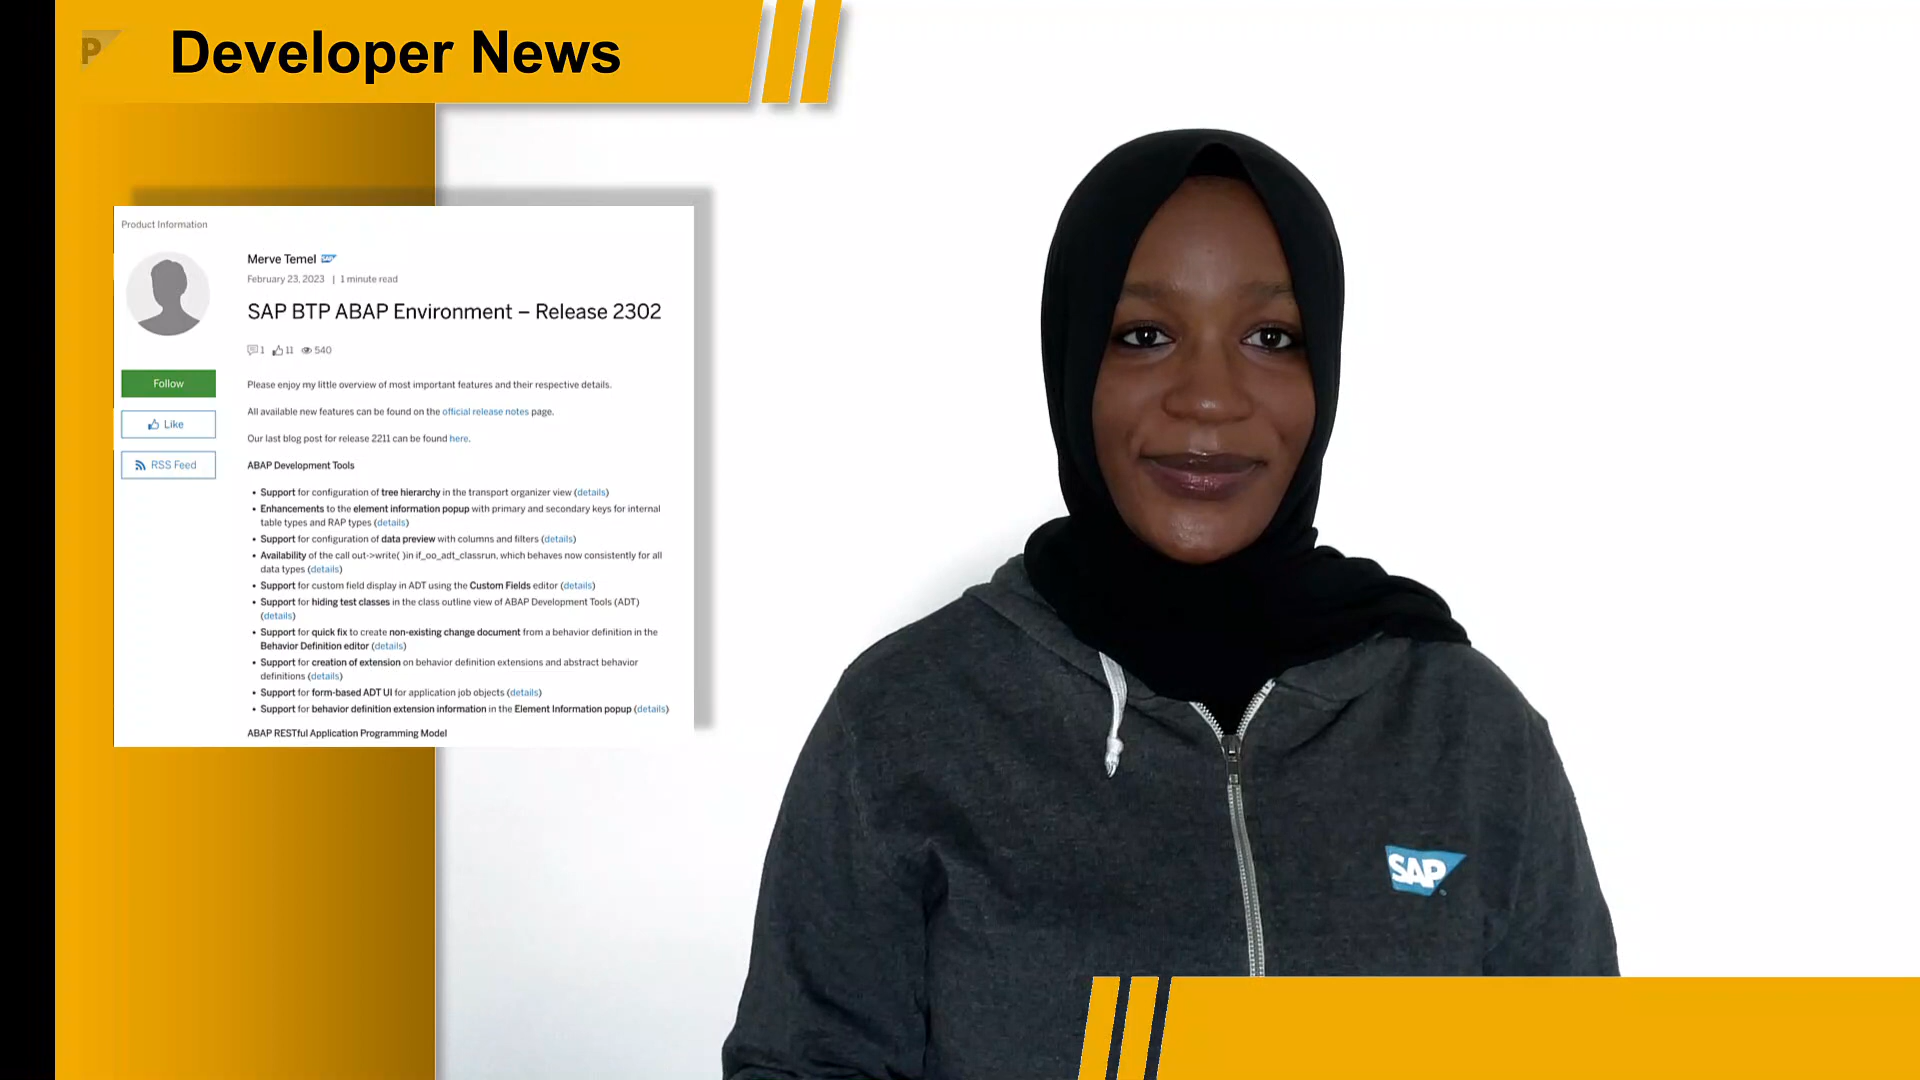 P
Developer News
Product Information
Merve Temel SAP
February 23, 2023 | 1 minute read
SAP BTP ABAP Environment – Release 2302
1 11 540
Follow
Like
RSS Feed
Please enjoy my little overview of most important features and their respective details.
All available new features can be found on the official release notes page.
Our last blog post for release 2211 can be found here.
ABAP Development Tools
• Support for configuration of tree hierarchy in the transport organizer view (details)
• Enhancements to the element information popup with primary and secondary keys for internal
table types and RAP types (details)
• Support for configuration of data preview with columns and filters (details)
• Availability of the call out->write( )in if_oo_adt_classrun, which behaves now consistently for all
data types (details)
• Support for custom field display in ADT using the Custom Fields editor (details)
• Support for hiding test classes in the class outline view of ABAP Development Tools (ADT)
(details)
• Support for quick fix to create non-existing change document from a behavior definition in the
Behavior Definition editor (details)
• Support for creation of extension on behavior definition extensions and abstract behavior
definitions (details)
• Support for form-based ADT UI for application job objects (details)
• Support for behavior definition extension information in the Element Information popup (details)
ABAP RESTful Application Programming Model
SAP